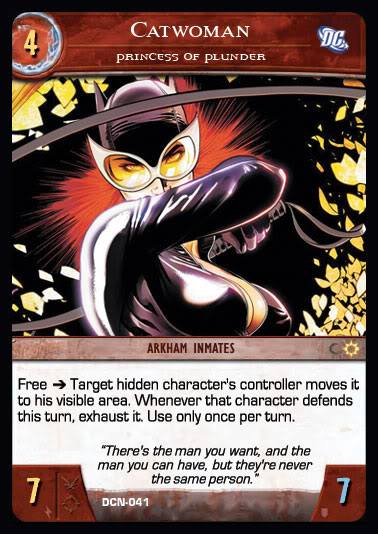 4
Catwoman
DC
PRINCESS OF PLUNDER
ARKHAM INMATES
Free ➔ Target hidden character's controller moves it
to his visible area. Whenever that character defends
this turn, exhaust it. Use only once per turn.
"There's the man you want, and the
man you can have, but they're never
the same person."
7
DCN-041
7